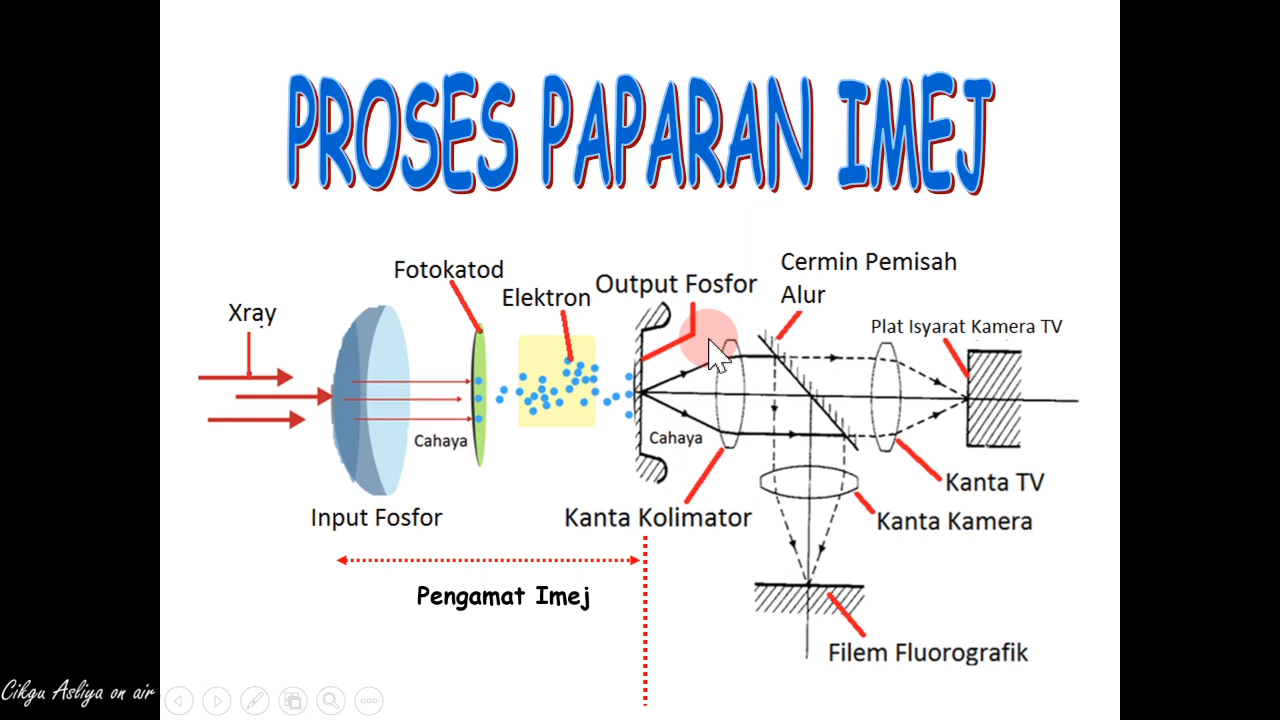 PROSES PAPARAN IMEJ
Cermin Pemisah
Alur
Fotokatod
Output Fosfor
Elektron
Xray
Plat Isyarat Kamera TV
Cahaya
Cahaya
Kanta TV
Input Fosfor
Kanta Kolimator
Kanta Kamera
Pengamat Imej
Filem Fluorografik
Cikgu Asliya on air